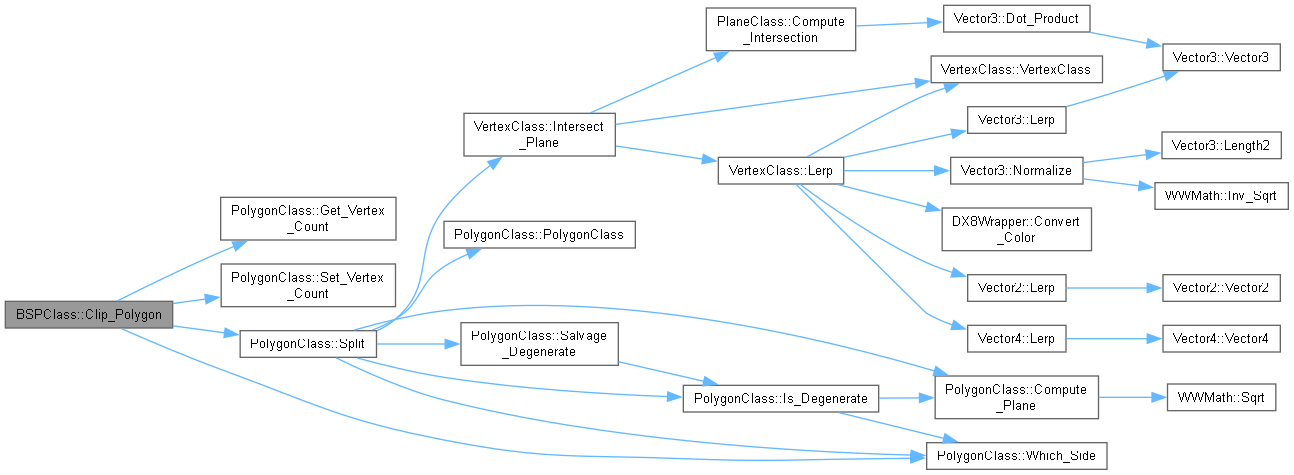 PlaneClass::Compute
_Intersection
Vector3::Dot_Product
Vector3::Vector3
VertexClass::VertexClass
VertexClass::Intersect
_Plane
Vector3::Lerp
Vector3::Length2
VertexClass::Lerp
Vector3::Normalize
WWMath::Inv_Sqrt
PolygonClass::Get_Vertex
_Count
PolygonClass::PolygonClass
DX8Wrapper::Convert
_Color
PolygonClass::Set_Vertex
_Count
Vector2::Lerp
Vector2::Vector2
BSPClass::Clip_Polygon
PolygonClass::Split
PolygonClass::Salvage
_Degenerate
Vector4::Lerp
Vector4::Vector4
PolygonClass::Is_Degenerate
PolygonClass::Compute
_Plane
WWMath::Sqrt
PolygonClass::Which_Side